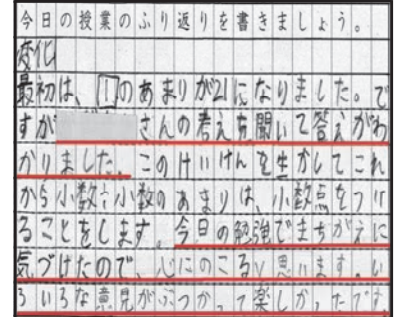 今日の授業のふり返りを書きましょう。
変化
最初は、1のあまりが21になりました。で
すが さんの考えを聞いて答えがわ
かりました。このけいけんを生かしてこれ
から小数÷小数のあまりは、小数点をつけ
ることをします。今日の勉強でまちがえに
気づけたので、心にのこると思います。い
ろいろな意見がぶつかって楽しかったです